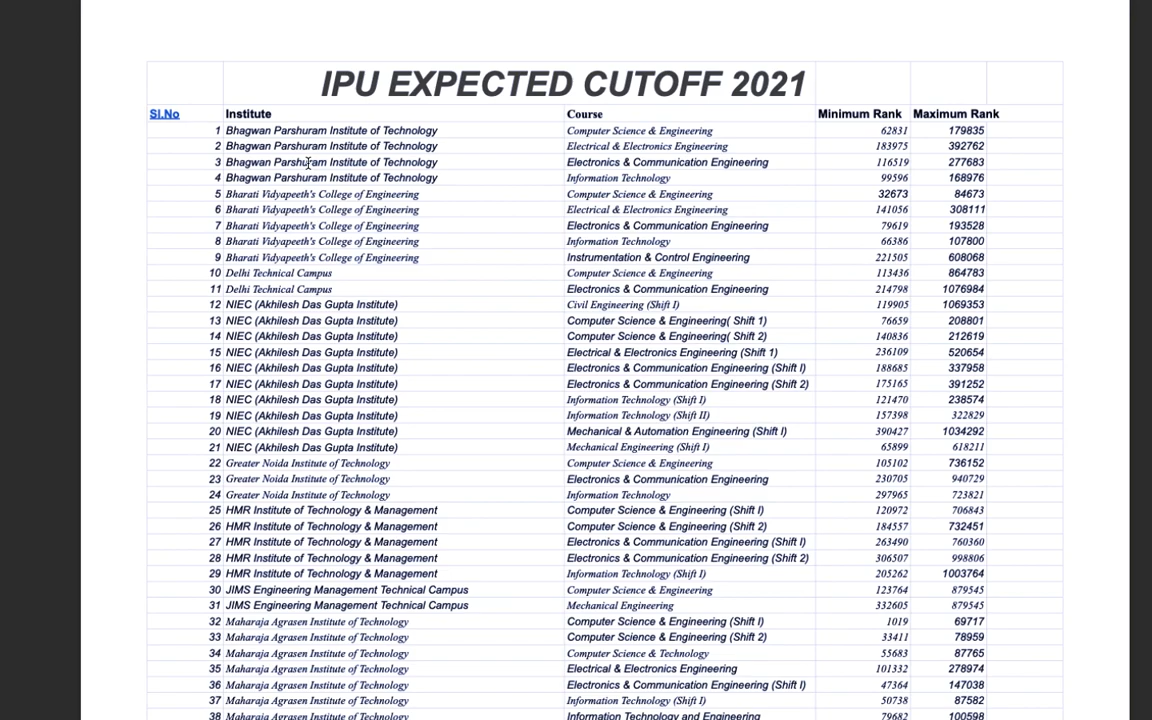 IPU EXPECTED CUTOFF 2021
Sl.No Institute Course Minimum Rank Maximum Rank
1 Bhagwan Parshuram Institute of Technology Computer Science & Engineering 62831 179835
2 Bhagwan Parshuram Institute of Technology Electrical & Electronics Engineering 183975 392762
3 Bhagwan Parshuram Institute of Technology Electronics & Communication Engineering 116519 277683
4 Bhagwan Parshuram Institute of Technology Information Technology 99596 168976
5 Bharati Vidyapeeth's College of Engineering Computer Science & Engineering 32673 84673
6 Bharati Vidyapeeth's College of Engineering Electrical & Electronics Engineering 141056 308111
7 Bharati Vidyapeeth's College of Engineering Electronics & Communication Engineering 79619 193528
8 Bharati Vidyapeeth's College of Engineering Information Technology 66386 107800
9 Bharati Vidyapeeth's College of Engineering Instrumentation & Control Engineering 221505 608068
10 Delhi Technical Campus Computer Science & Engineering 113436 864783
11 Delhi Technical Campus Electronics & Communication Engineering 214798 1076984
12 NIEC (Akhilesh Das Gupta Institute) Civil Engineering (Shift I) 119905 1069353
13 NIEC (Akhilesh Das Gupta Institute) Computer Science & Engineering( Shift 1) 76659 208801
14 NIEC (Akhilesh Das Gupta Institute) Computer Science & Engineering( Shift 2) 140836 212619
15 NIEC (Akhilesh Das Gupta Institute) Electrical & Electronics Engineering (Shift 1) 236109 520654
16 NIEC (Akhilesh Das Gupta Institute) Electronics & Communication Engineering (Shift I) 188685 337958
17 NIEC (Akhilesh Das Gupta Institute) Electronics & Communication Engineering (Shift 2) 175165 391252
18 NIEC (Akhilesh Das Gupta Institute) Information Technology (Shift I) 121470 238574
19 NIEC (Akhilesh Das Gupta Institute) Information Technology (Shift II) 157398 322829
20 NIEC (Akhilesh Das Gupta Institute) Mechanical & Automation Engineering (Shift I) 390427 1034292
21 NIEC (Akhilesh Das Gupta Institute) Mechanical Engineering (Shift I) 65899 618211
22 Greater Noida Institute of Technology Computer Science & Engineering 105102 736152
23 Greater Noida Institute of Technology Electronics & Communication Engineering 230705 940729
24 Greater Noida Institute of Technology Information Technology 297965 723821
25 HMR Institute of Technology & Management Computer Science & Engineering (Shift I) 120972 706843
26 HMR Institute of Technology & Management Computer Science & Engineering (Shift 2) 184557 732451
27 HMR Institute of Technology & Management Electronics & Communication Engineering (Shift I) 263490 760360
28 HMR Institute of Technology & Management Electronics & Communication Engineering (Shift 2) 306507 998806
29 HMR Institute of Technology & Management Information Technology (Shift I) 205262 1003764
30 JIMS Engineering Management Technical Campus Computer Science & Engineering 123764 879545
31 JIMS Engineering Management Technical Campus Mechanical Engineering 332605 879545
32 Maharaja Agrasen Institute of Technology Computer Science & Engineering (Shift I) 1019 69717
33 Maharaja Agrasen Institute of Technology Computer Science & Engineering (Shift 2) 33411 78959
34 Maharaja Agrasen Institute of Technology Computer Science & Technology 55683 87765
35 Maharaja Agrasen Institute of Technology Electrical & Electronics Engineering 101332 278974
36 Maharaja Agrasen Institute of Technology Electronics & Communication Engineering (Shift I) 47364 147038
37 Maharaja Agrasen Institute of Technology Information Technology (Shift I) 50738 87582
38 Maharaja Agrasen Institute of Technology Information Technology and Engineering 79682 100598